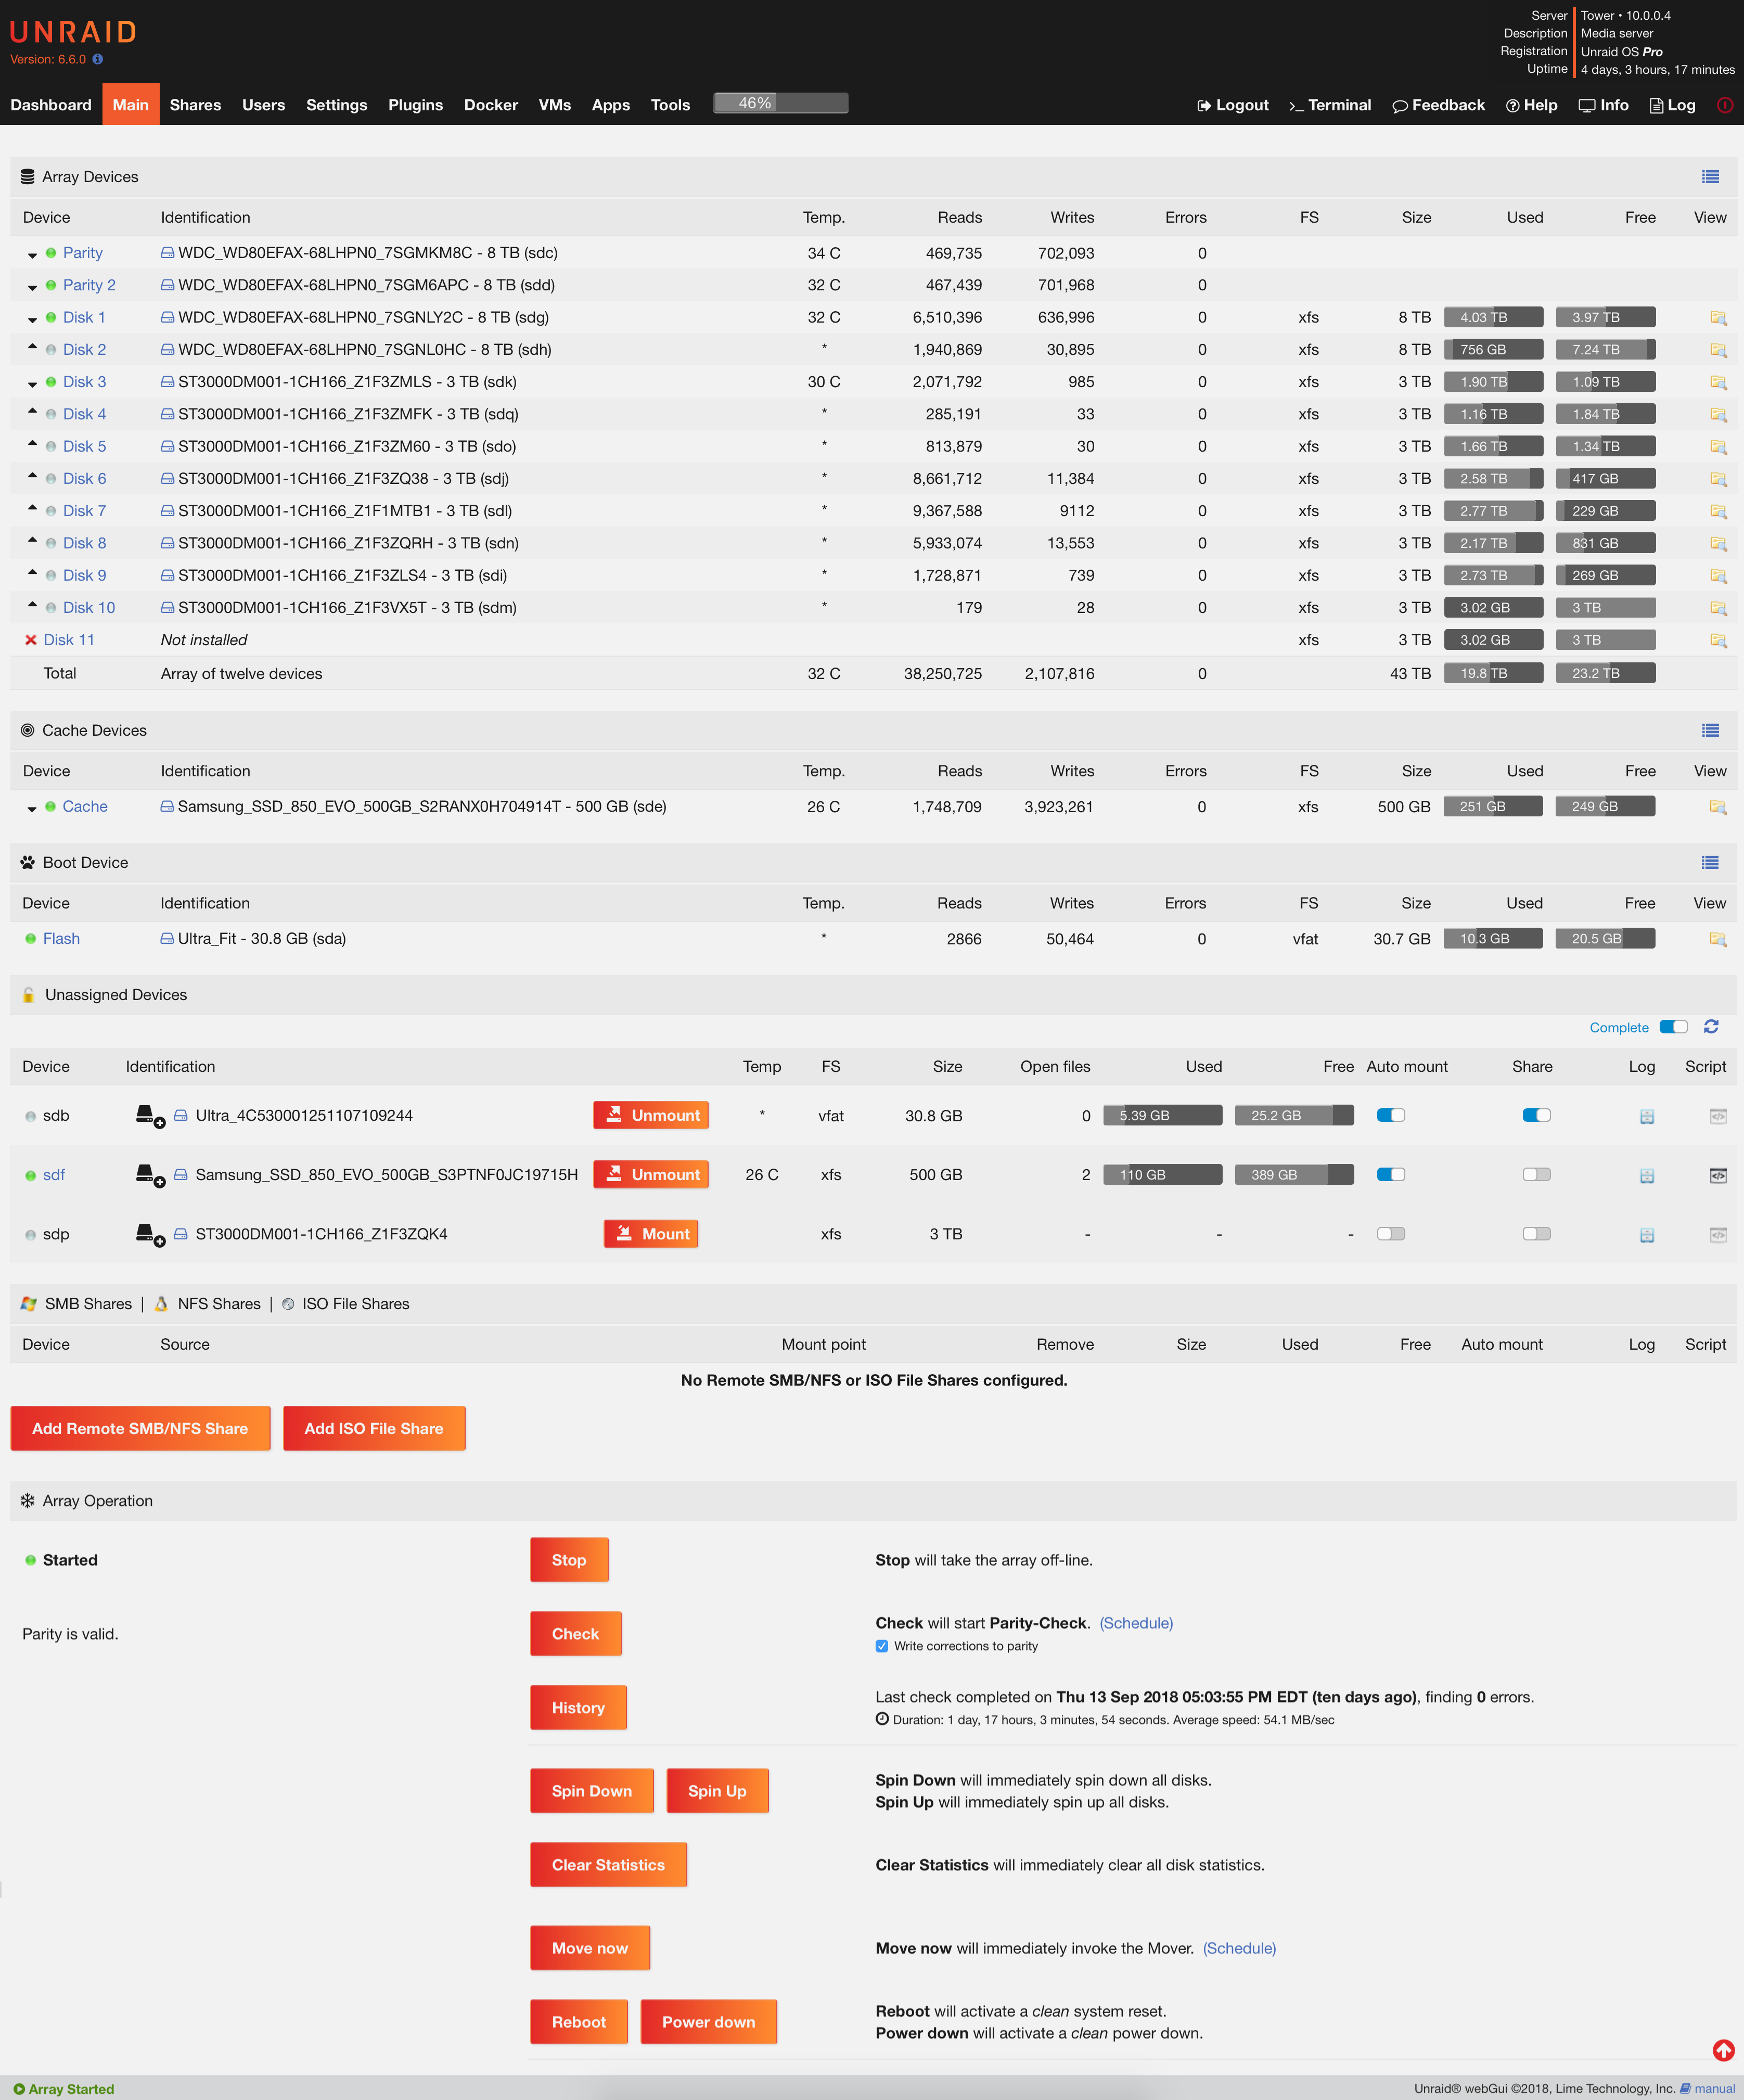 UNRAID
Version: 6.6.0
Server Tower • 10.0.0.4
Description Media server
Registration Unraid OS Pro
Uptime 4 days, 3 hours, 17 minutes
Dashboard Main Shares Users Settings Plugins Docker VMs Apps Tools 46% Logout Terminal Feedback Help Info Log
Array Devices
Device Identification Temp. Reads Writes Errors FS Size Used Free View
Parity WDC_WD80EFAX-68LHPN0_7SGMKM8C - 8 TB (sdc) 34 C 469,735 702,093 0
Parity 2 WDC_WD80EFAX-68LHPN0_7SGM6APC - 8 TB (sdd) 32 C 467,439 701,968 0
Disk 1 WDC_WD80EFAX-68LHPN0_7SGNLY2C - 8 TB (sdg) 32 C 6,510,396 636,996 0 xfs 8 TB 4.03 TB 3.97 TB
Disk 2 WDC_WD80EFAX-68LHPN0_7SGNL0HC - 8 TB (sdh) * 1,940,869 30,895 0 xfs 8 TB 756 GB 7.24 TB
Disk 3 ST3000DM001-1CH166_Z1F3ZMLS - 3 TB (sdk) 30 C 2,071,792 985 0 xfs 3 TB 1.90 TB 1.09 TB
Disk 4 ST3000DM001-1CH166_Z1F3ZMFK - 3 TB (sdq) * 285,191 33 0 xfs 3 TB 1.16 TB 1.84 TB
Disk 5 ST3000DM001-1CH166_Z1F3ZM60 - 3 TB (sdo) * 813,879 30 0 xfs 3 TB 1.66 TB 1.34 TB
Disk 6 ST3000DM001-1CH166_Z1F3ZQ38 - 3 TB (sdj) * 8,661,712 11,384 0 xfs 3 TB 2.58 TB 417 GB
Disk 7 ST3000DM001-1CH166_Z1F1MTB1 - 3 TB (sdl) * 9,367,588 9112 0 xfs 3 TB 2.77 TB 229 GB
Disk 8 ST3000DM001-1CH166_Z1F3ZQRH - 3 TB (sdn) * 5,933,074 13,553 0 xfs 3 TB 2.17 TB 831 GB
Disk 9 ST3000DM001-1CH166_Z1F3ZLS4 - 3 TB (sdi) * 1,728,871 739 0 xfs 3 TB 2.73 TB 269 GB
Disk 10 ST3000DM001-1CH166_Z1F3VX5T - 3 TB (sdm) * 179 28 0 xfs 3 TB 3.02 GB 3 TB
Disk 11 Not installed xfs 3 TB 3.02 GB 3 TB
Total Array of twelve devices 32 C 38,250,725 2,107,816 0 43 TB 19.8 TB 23.2 TB
Cache Devices
Device Identification Temp. Reads Writes Errors FS Size Used Free View
Cache Samsung_SSD_850_EVO_500GB_S2RANX0H704914T - 500 GB (sde) 26 C 1,748,709 3,923,261 0 xfs 500 GB 251 GB 249 GB
Boot Device
Device Identification Temp. Reads Writes Errors FS Size Used Free View
Flash Ultra_Fit - 30.8 GB (sda) * 2866 50,464 0 vfat 30.7 GB 10.3 GB 20.5 GB
Unassigned Devices
Complete
Device Identification Temp FS Size Open files Used Free Auto mount Share Log Script
sdb Ultra_4C530001251107109244 Unmount * vfat 30.8 GB 0 5.39 GB 25.2 GB
sdf Samsung_SSD_850_EVO_500GB_S3PTNF0JC19715H Unmount 26 C xfs 500 GB 2 110 GB 389 GB
sdp ST3000DM001-1CH166_Z1F3ZQK4 Mount xfs 3 TB - - -
SMB Shares | NFS Shares | ISO File Shares
Device Source Mount point Remove Size Used Free Auto mount Log Script
No Remote SMB/NFS or ISO File Shares configured.
Add Remote SMB/NFS Share Add ISO File Share
Array Operation
Started Stop Stop will take the array off-line.
Parity is valid. Check Check will start Parity-Check. (Schedule)
Write corrections to parity
History Last check completed on Thu 13 Sep 2018 05:03:55 PM EDT (ten days ago), finding 0 errors.
Duration: 1 day, 17 hours, 3 minutes, 54 seconds. Average speed: 54.1 MB/sec
Spin Down Spin Up Spin Down will immediately spin down all disks.
Spin Up will immediately spin up all disks.
Clear Statistics Clear Statistics will immediately clear all disk statistics.
Move now Move now will immediately invoke the Mover. (Schedule)
Reboot Power down Reboot will activate a clean system reset.
Power down will activate a clean power down.
Array Started Unraid® webGui ©2018, Lime Technology, Inc. manual